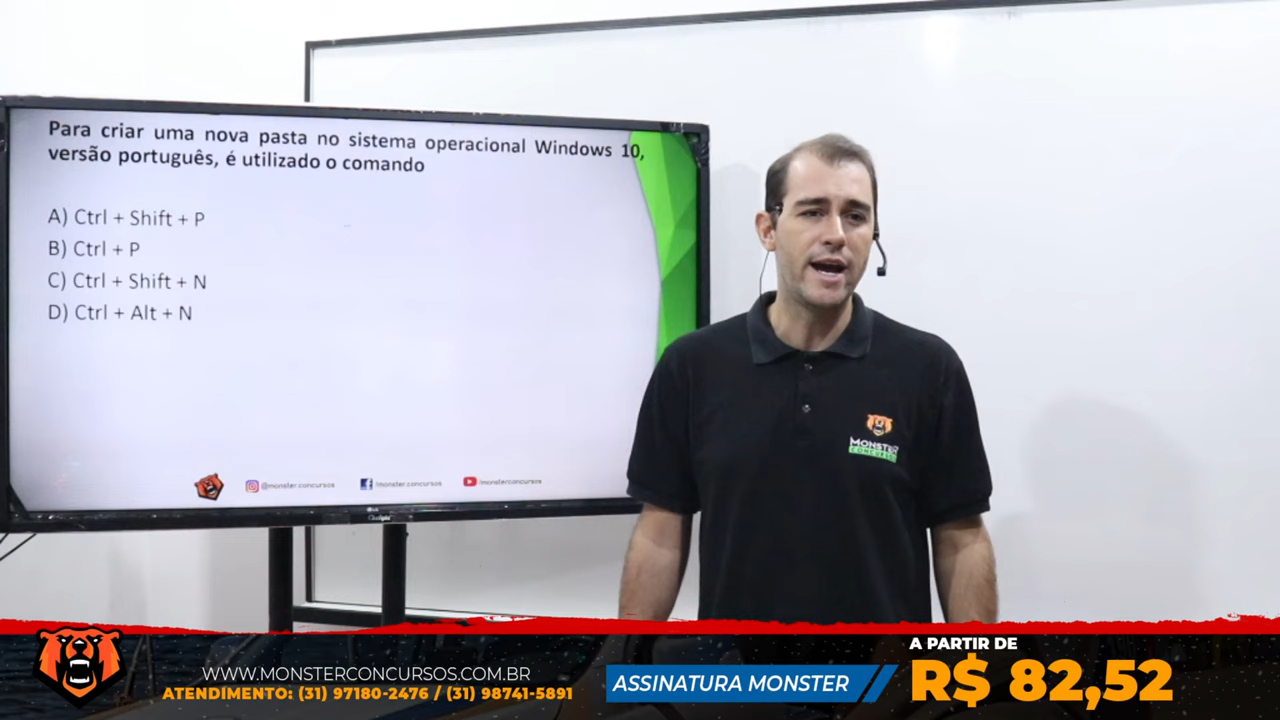 Para criar uma nova pasta no sistema operacional Windows 10,
versão português, é utilizado o comando
A) Ctrl + Shift + P
B) Ctrl + P
C) Ctrl + Shift + N
D) Ctrl + Alt + N
@monster.concursos
/monster.concursos
/monsterconcursos
LG
MONSTER
CONCURSOS
WWW.MONSTERCONCURSOS.COM.BR
ATENDIMENTO: (31) 97180-2476 / (31) 98741-5891
ASSINATURA MONSTER
A PARTIR DE
R$ 82,52